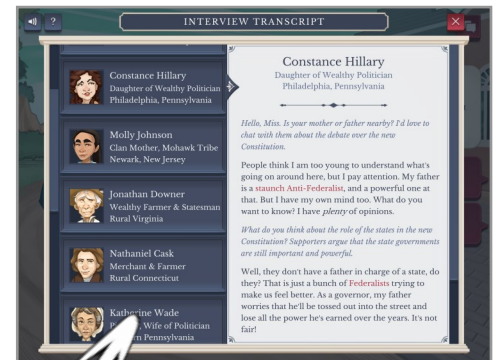 ?
INTERVIEW TRANSCRIPT
Constance Hillary
Daughter of Wealthy Politician
Philadelphia, Pennsylvania
Molly Johnson
Clan Mother, Mohawk Tribe
Newark, New Jersey
Jonathan Downer
Wealthy Farmer & Statesman
Rural Virginia
Nathaniel Cask
Merchant & Farmer
Rural Connecticut
Katherine Wade
Wife of Politician
Pennsylvania
Constance Hillary
Daughter of Wealthy Politician
Philadelphia, Pennsylvania
Hello, Miss. Is your mother or father nearby? I'd love to
chat with them about the debate over the new
Constitution.
People think I am too young to understand what's
going on around here, but I pay attention. My father
is a staunch Anti-Federalist, and a powerful one at
that. But I have my own mind too. What do you
want to know? I have plenty of opinions.
What do you think about the role of the states in the new
Constitution? Supporters argue that the state governments
are still important and powerful.
Well, they don't have a father in charge of a state, do
they? That is just a bunch of Federalists trying to
make us feel better. As a governor, my father
worries that he'll be tossed out into the street and
lose all the power he's earned over the years. It's not
fair!